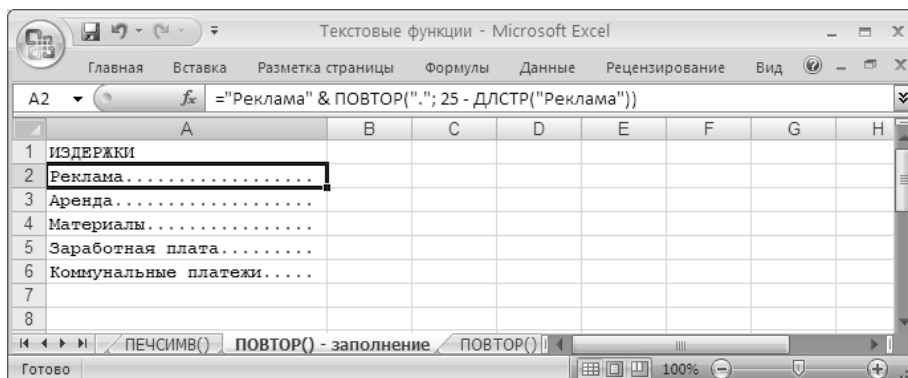 Текстовые функции - Microsoft Excel
Главная Вставка Разметка страницы Формулы Данные Рецензирование Вид
A2 fx ="Реклама" & ПОВТОР("."; 25 - ДЛСТР("Реклама"))
A B C D E F G H
1 ИЗДЕРЖКИ
2 Реклама..................
3 Аренда...................
4 Материалы................
5 Заработная плата.........
6 Коммунальные платежи.....
7
8
ПЕЧСИМВ() ПОВТОР() - заполнение ПОВТОР()
Готово 100%